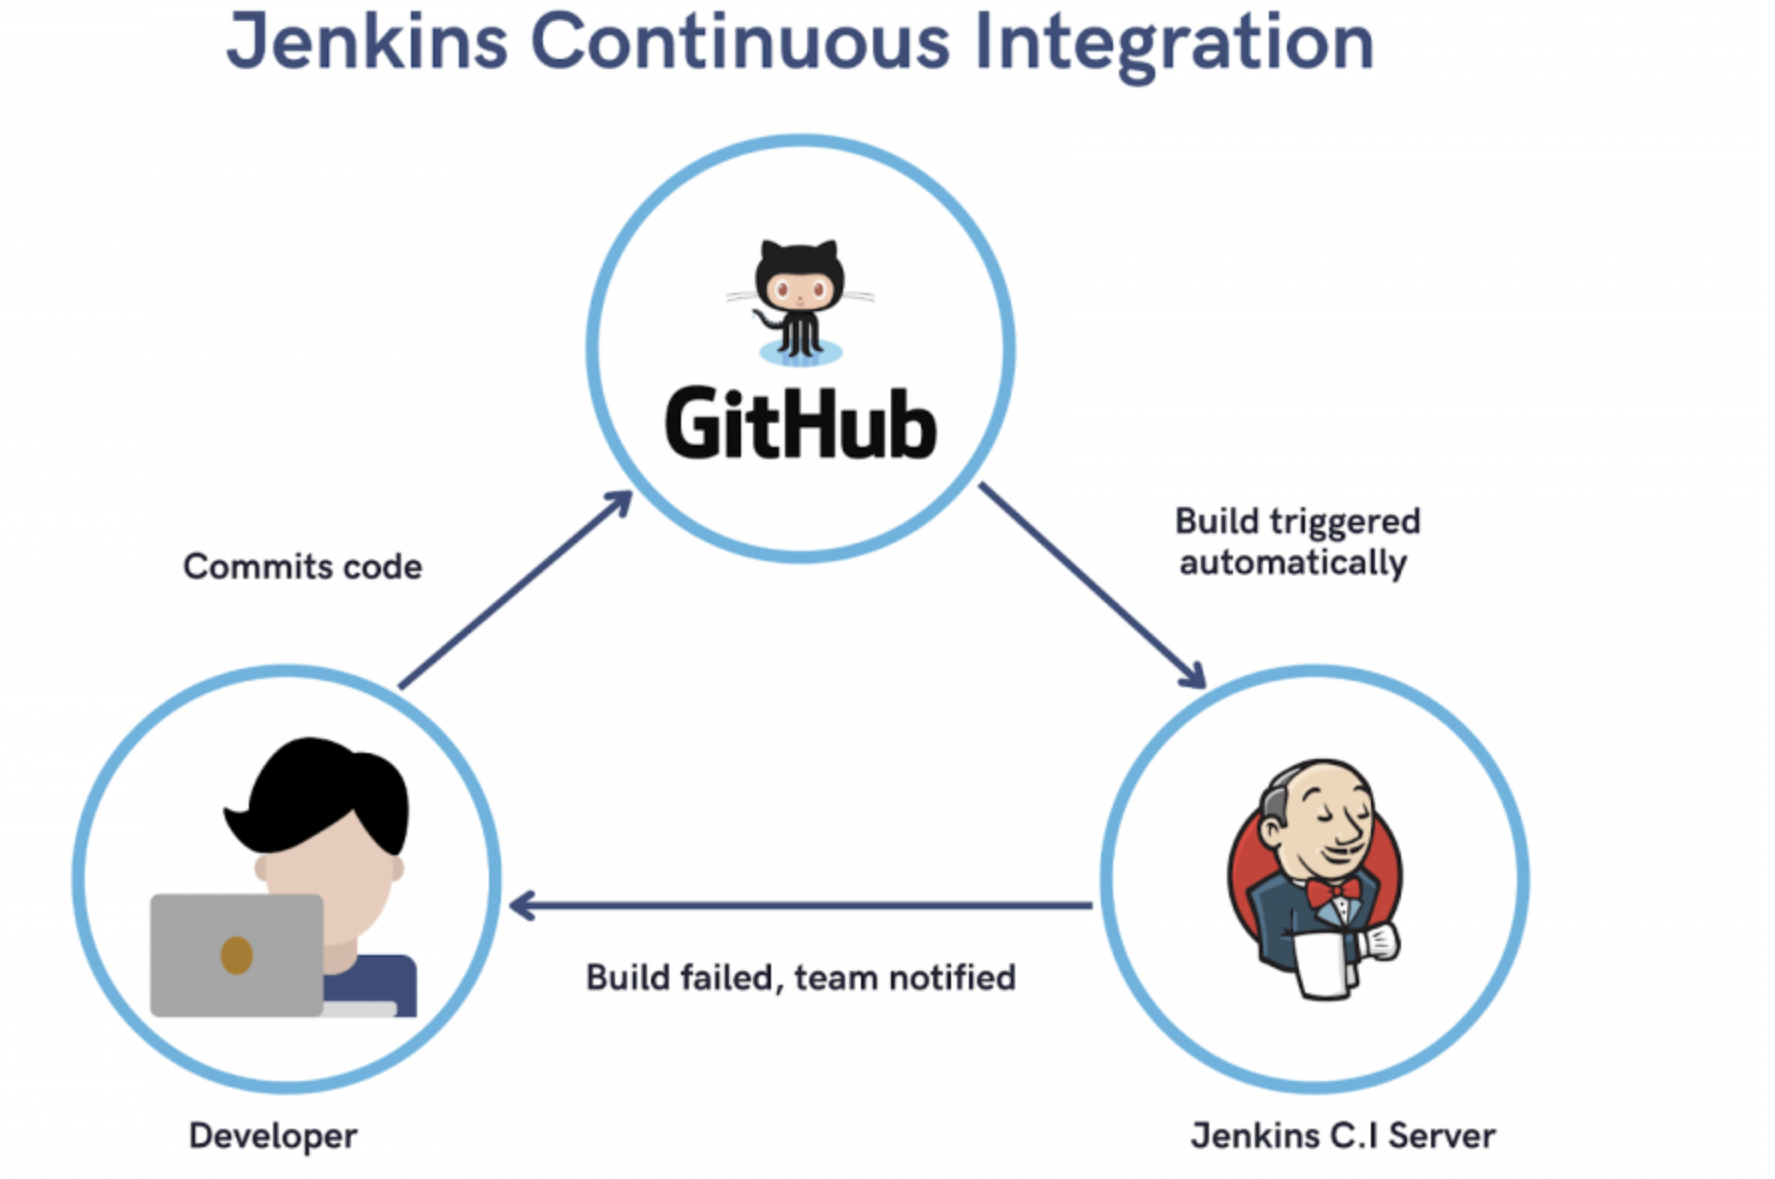 Jenkins Continuous Integration
GitHub
Commits code
Build triggered
automatically
Build failed, team notified
Developer
Jenkins C.I Server